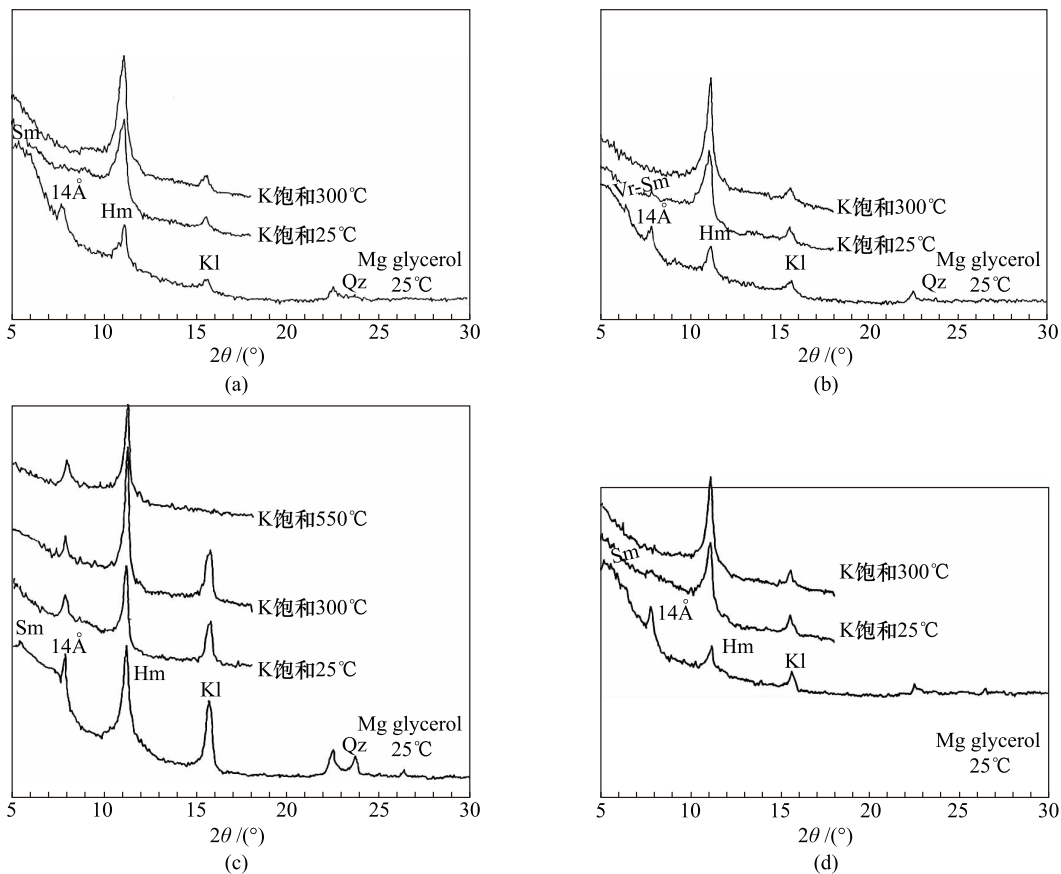 Sm
14Å
Hm
Kl
Qz
K饱和300℃
K饱和25℃
Mg glycerol
25℃
5 10 15 20 25 30
2θ /(°)
(a)
Vr-Sm
14Å
Hm
Kl
Qz
K饱和300℃
K饱和25℃
Mg glycerol
25℃
5 10 15 20 25 30
2θ /(°)
(b)
K饱和550℃
K饱和300℃
K饱和25℃
Sm
14Å
Hm
Kl
Qz
Mg glycerol
25℃
5 10 15 20 25 30
2θ /(°)
(c)
Sm
14Å
Hm
Kl
K饱和300℃
K饱和25℃
Mg glycerol
25℃
5 10 15 20 25 30
2θ /(°)
(d)